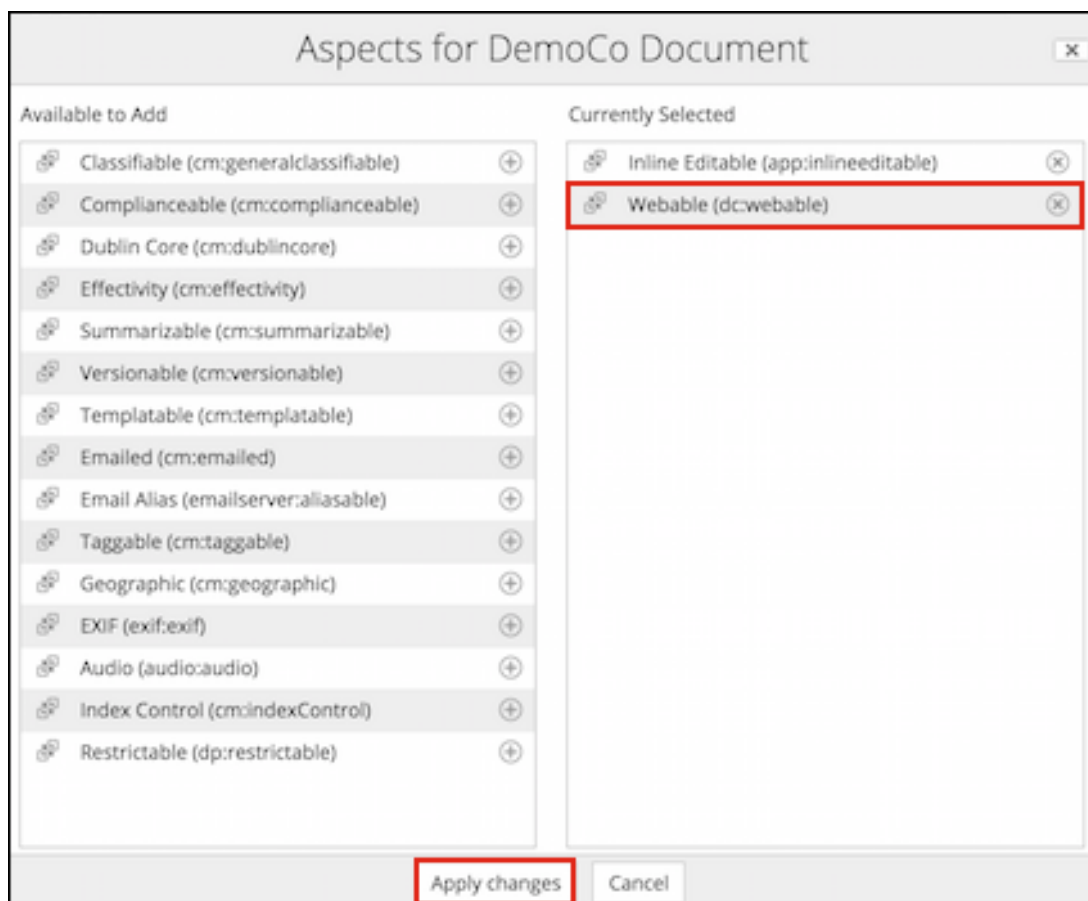 Aspects for DemoCo Document
Available to Add
Classifiable (cm:generalclassifiable)
Complianceable (cm:complianceable)
Dublin Core (cm:dublincore)
Effectivity (cm:effectivity)
Summarizable (cm:summarizable)
Versionable (cm:versionable)
Templatable (cm:templatable)
Emailed (cm:emailed)
Email Alias (emailserver:aliasable)
Taggable (cm:taggable)
Geographic (cm:geographic)
EXIF (exif:exif)
Audio (audio:audio)
Index Control (cm:indexControl)
Restrictable (dp:restrictable)
Currently Selected
Inline Editable (app:inlineeditable)
Webable (dc:webable)
Apply changes
Cancel